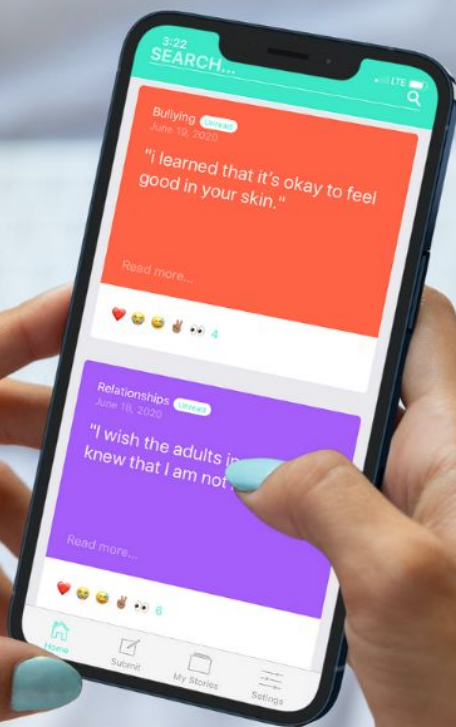 3:22
LTE
SEARCH...
Bullying Unread
June 19, 2020
"i learned that it's okay to feel
good in your skin."
Read more...
4
Relationships Unread
June 18, 2020
"I wish the adults in
knew that I am not
Read more...
6
Home Submit My Stories Settings